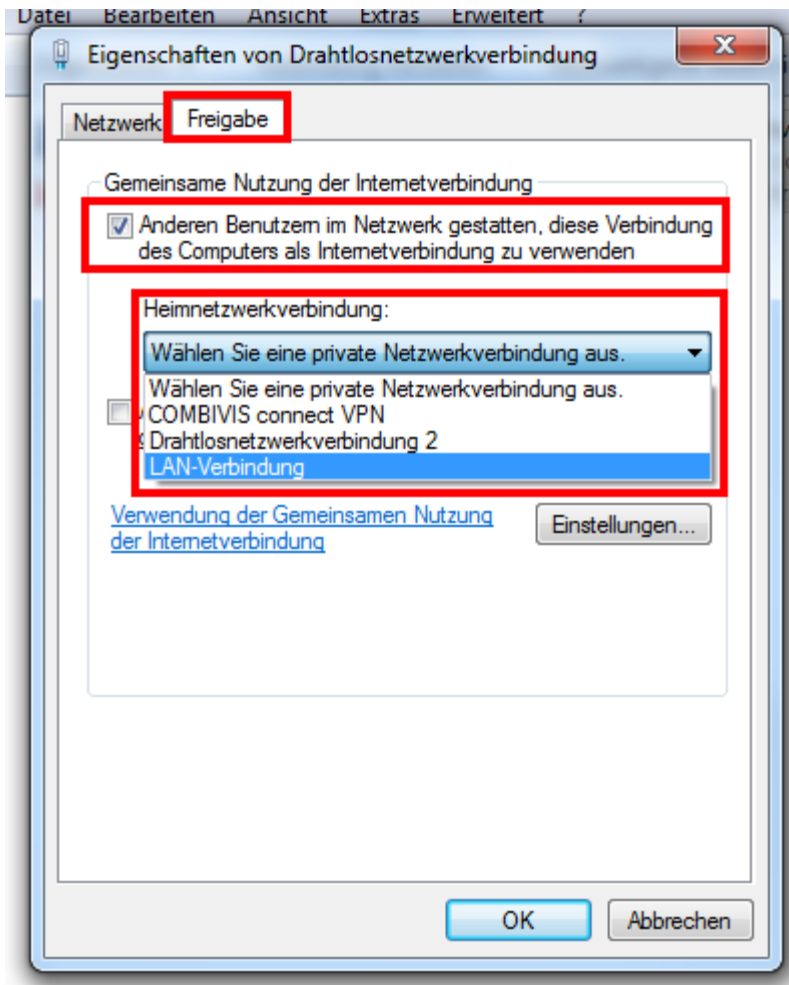 Datei Bearbeiten Ansicht Extras Erweitert ?
Eigenschaften von Drahtlosnetzwerkverbindung
Netzwerk Freigabe
Gemeinsame Nutzung der Internetverbindung
Anderen Benutzern im Netzwerk gestatten, diese Verbindung
des Computers als Internetverbindung zu verwenden
Heimnetzwerkverbindung:
Wählen Sie eine private Netzwerkverbindung aus.
Wählen Sie eine private Netzwerkverbindung aus.
COMBIVIS connect VPN
Drahtlosnetzwerkverbindung 2
LAN-Verbindung
Verwendung der Gemeinsamen Nutzung
der Internetverbindung
Einstellungen...
OK Abbrechen